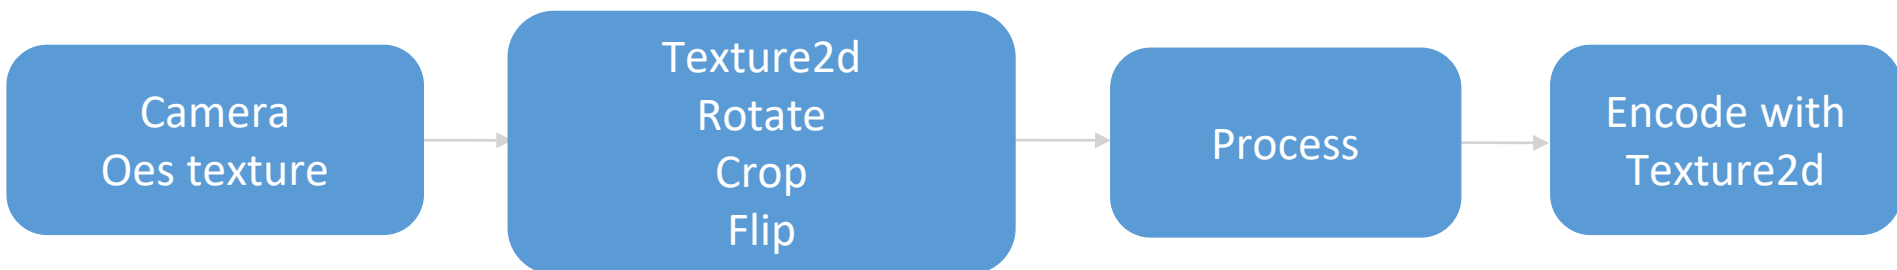 Camera
Oes texture
Texture2d
Rotate
Crop
Flip
Process
Encode with
Texture2d